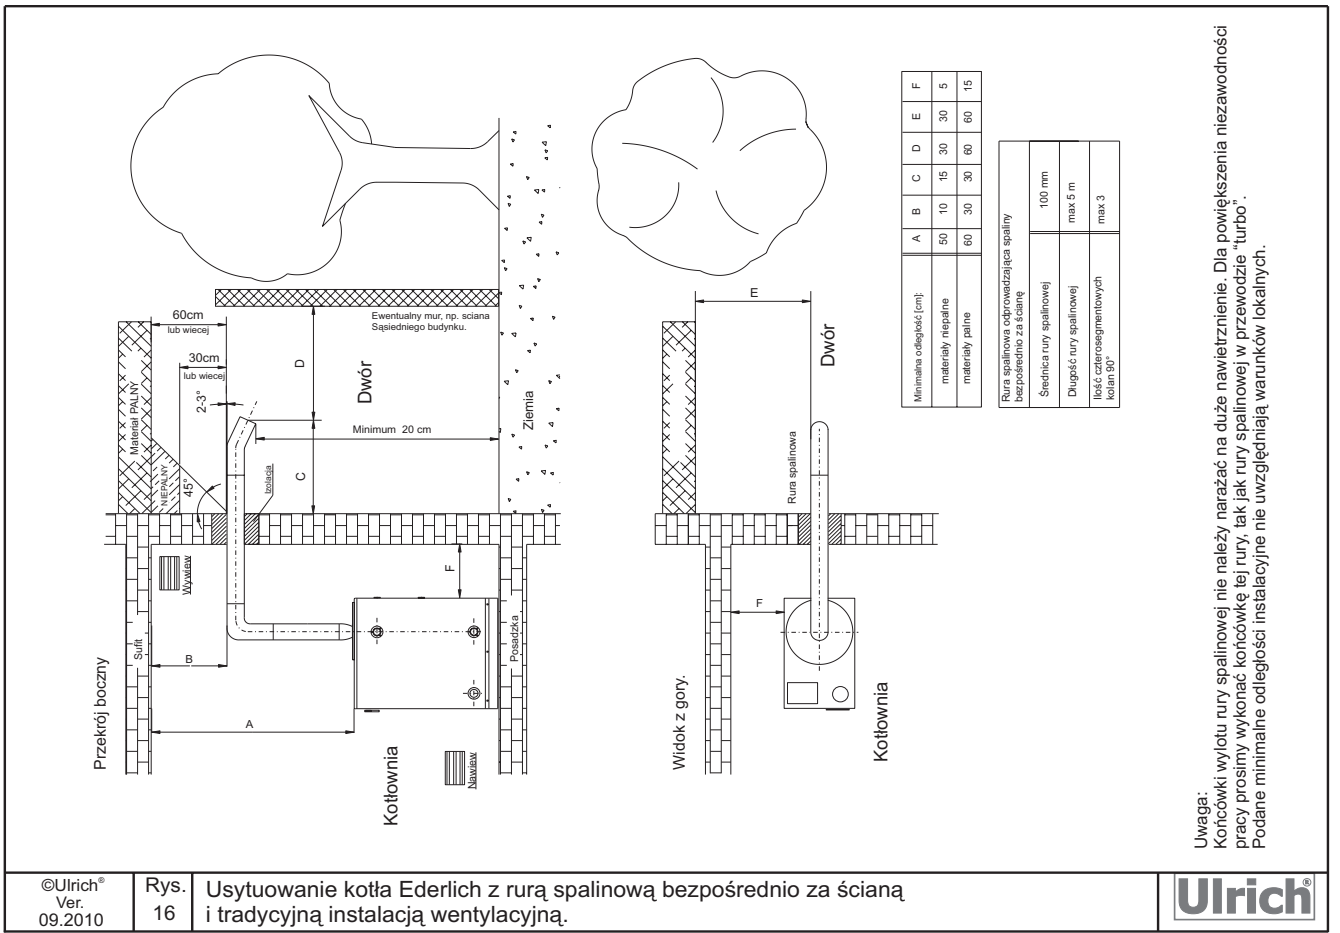 Przekrój boczny
Sufit
Materiał PALNY
NIEPALNY
60cm
lub wiecej
30cm
lub wiecej
2-3°
45°
Izolacja
Wywiew
B
A
C
D
F
Ewentualny mur, np. sciana
Sąsiedniego budynku.
Dwór
Minimum 20 cm
Ziemia
Posadzka
Nawiew
Kotłownia
Widok z gory.
E
Dwór
Rura spalinowa
F
Kotłownia
Minimalna odległość [cm]: A B C D E F
materiały niepalne 50 10 15 30 30 5
materiały palne 60 30 30 60 60 15
Rura spalinowa odprowadzająca spaliny
bezpośrednio za ścianę
Średnica rury spalinowej 100 mm
Długość rury spalinowej max 5 m
Ilość czterosegmentowych
kolan 90° max 3
Uwaga:
Końcówki wylotu rury spalinowej nie należy narażać na duże nawietrznienie. Dla powiększenia niezawodności
pracy prosimy wykonać końcówkę tej rury, tak jak rury spalinowej w przewodzie “turbo”.
Podane minimalne odległości instalacyjne nie uwzględniają warunków lokalnych.
©Ulrich®
Ver.
09.2010
Rys.
16
Usytuowanie kotła Ederlich z rurą spalinową bezpośrednio za ścianą
i tradycyjną instalacją wentylacyjną.
Ulrich®